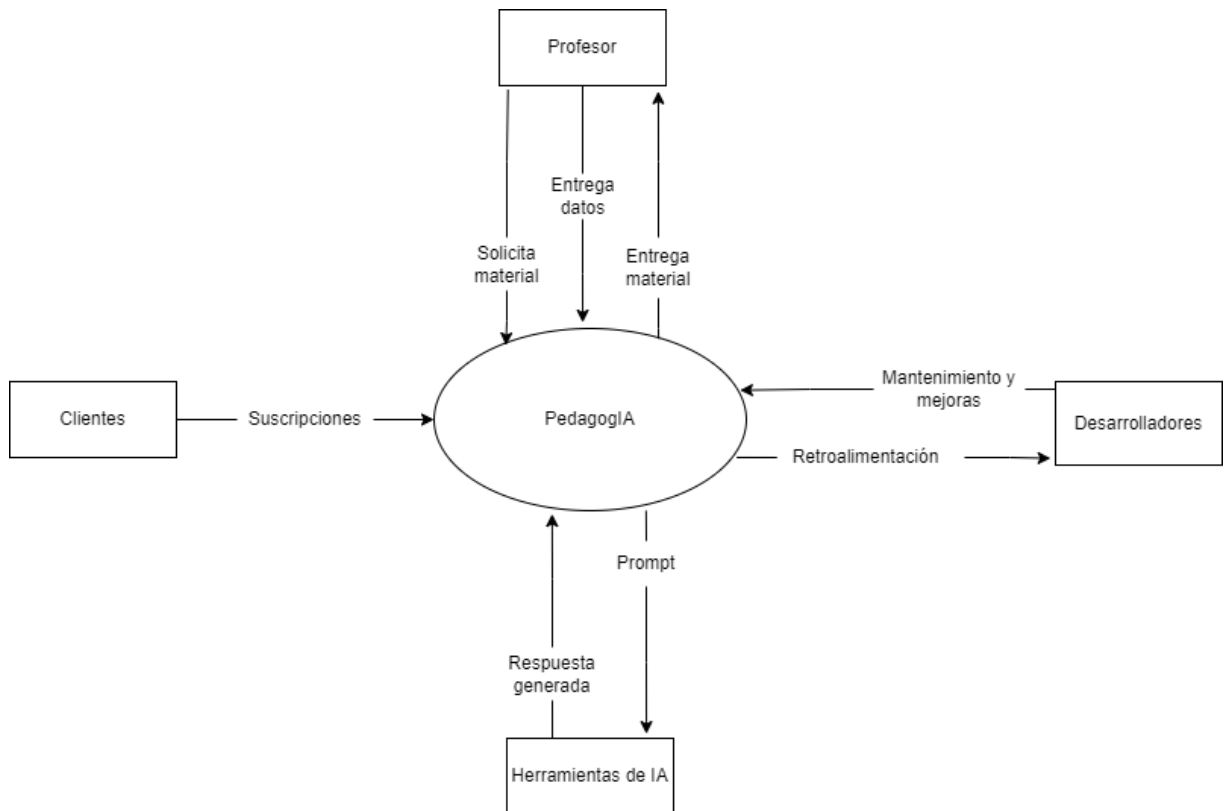 Profesor
Entrega
datos
Solicita
material
Entrega
material
Clientes
Suscripciones
PedagogIA
Mantenimiento y
mejoras
Desarrolladores
Retroalimentación
Prompt
Respuesta
generada
Herramientas de IA